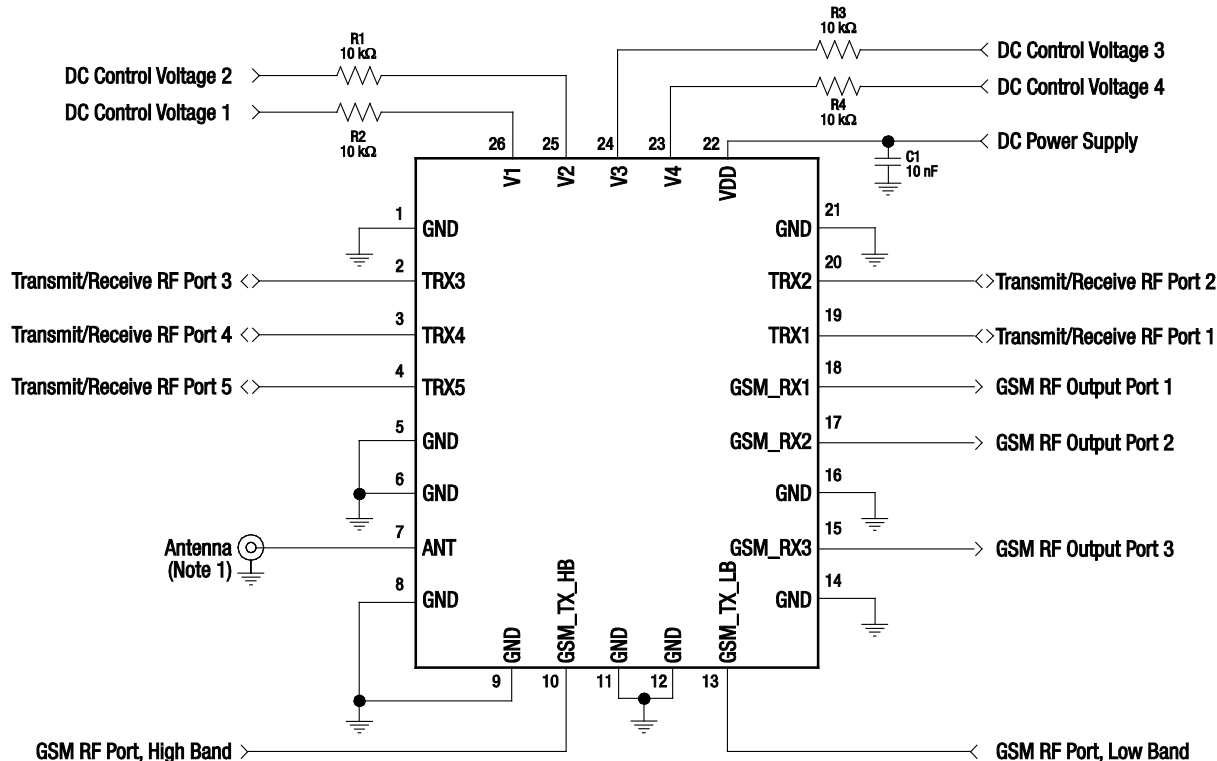 R1
10 kΩ
DC Control Voltage 2
DC Control Voltage 1
R2
10 kΩ
R3
10 kΩ
DC Control Voltage 3
DC Control Voltage 4
R4
10 kΩ
DC Power Supply
C1
10 nF
26
25
24
23
22
V1
V2
V3
V4
VDD
1
GND
Transmit/Receive RF Port 3
2
TRX3
Transmit/Receive RF Port 4
3
TRX4
Transmit/Receive RF Port 5
4
TRX5
5
GND
6
GND
Antenna
(Note 1)
7
ANT
8
GND
21
GND
20
TRX2
Transmit/Receive RF Port 2
19
TRX1
Transmit/Receive RF Port 1
18
GSM_RX1
GSM RF Output Port 1
17
GSM_RX2
GSM RF Output Port 2
16
GND
15
GSM_RX3
GSM RF Output Port 3
14
GND
GND
GSM_TX_HB
GND
GND
GSM_TX_LB
9
10
11
12
13
GSM RF Port, High Band
GSM RF Port, Low Band